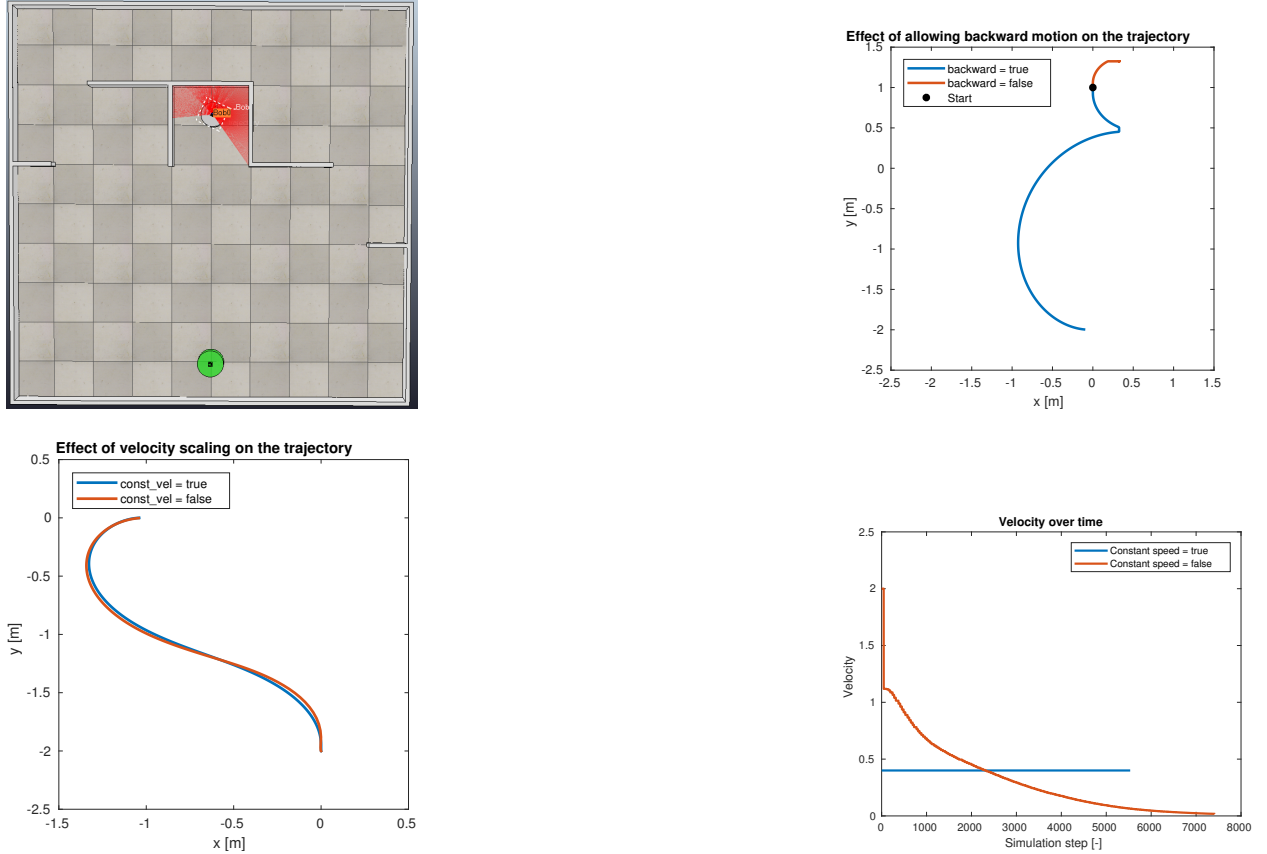 Bob
Bob0
Effect of allowing backward motion on the trajectory
1.5
1
0.5
0
-0.5
-1
-1.5
-2
-2.5
y [m]
backward = true
backward = false
Start
-2.5 -2 -1.5 -1 -0.5 0 0.5 1 1.5
x [m]
Effect of velocity scaling on the trajectory
0.5
0
-0.5
-1
-1.5
-2
-2.5
y [m]
const_vel = true
const_vel = false
-1.5 -1 -0.5 0 0.5
x [m]
Velocity over time
2.5
2
1.5
1
0.5
0
Velocity
Constant speed = true
Constant speed = false
0 1000 2000 3000 4000 5000 6000 7000 8000
Simulation step [-]